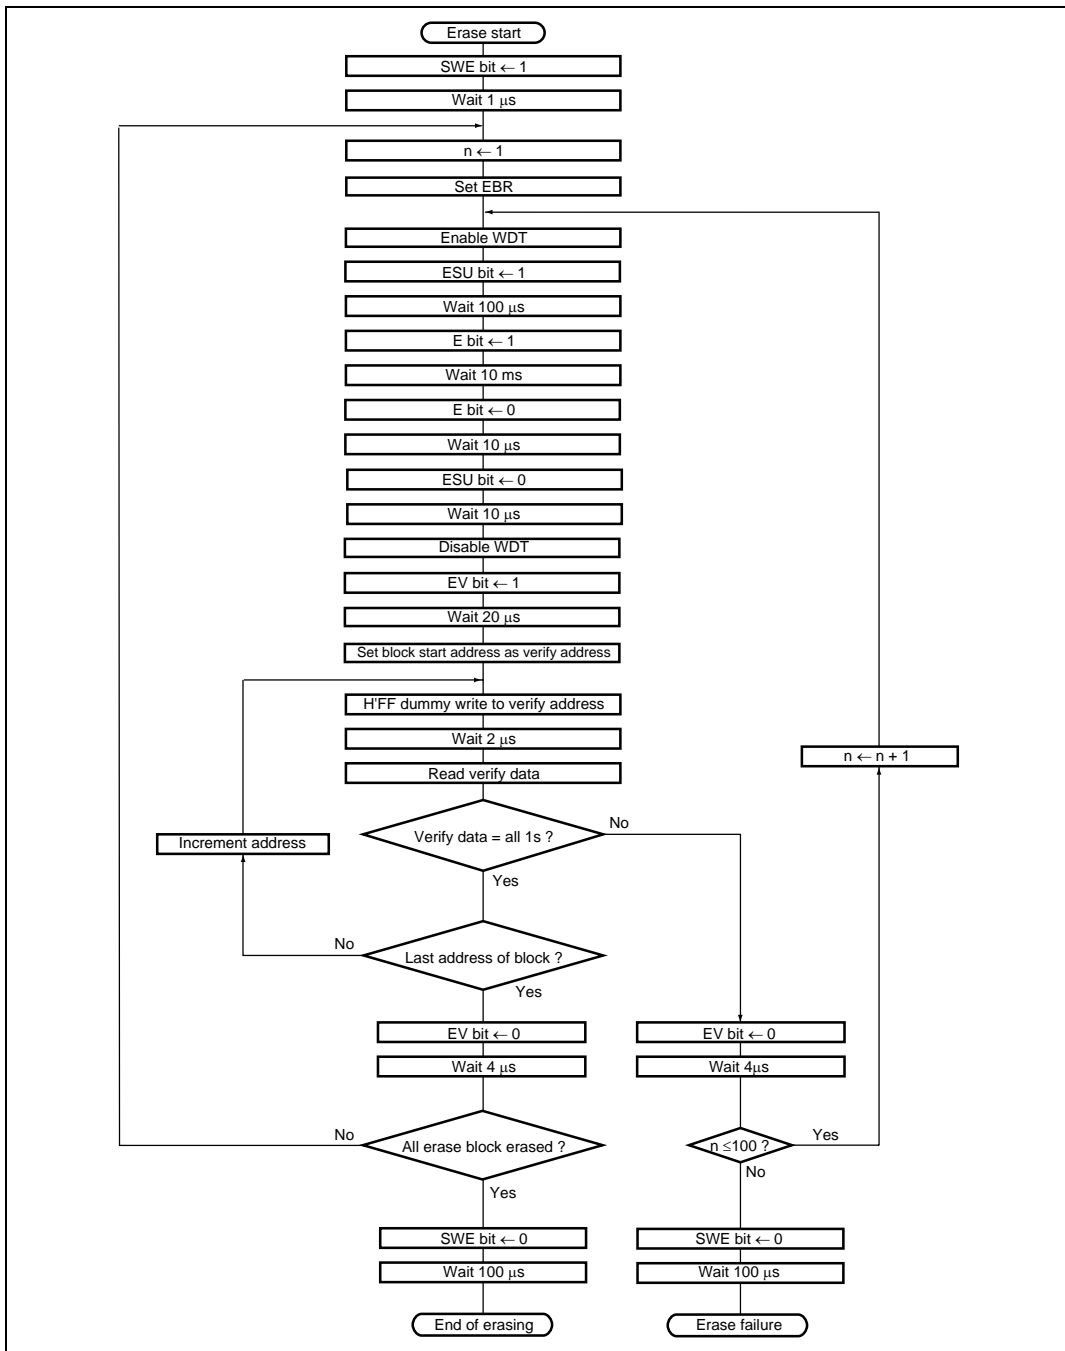 Erase start
SWE bit ← 1
Wait 1 μs
n ← 1
Set EBR
Enable WDT
ESU bit ← 1
Wait 100 μs
E bit ← 1
Wait 10 ms
E bit ← 0
Wait 10 μs
ESU bit ← 0
Wait 10 μs
Disable WDT
EV bit ← 1
Wait 20 μs
Set block start address as verify address
H'FF dummy write to verify address
Wait 2 μs
n ← n + 1
Read verify data
No
Verify data = all 1s ?
Increment address
Yes
No
Last address of block ?
Yes
EV bit ← 0
EV bit ← 0
Wait 4 μs
Wait 4μs
No
All erase block erased ?
n ≤100 ?
Yes
No
Yes
SWE bit ← 0
SWE bit ← 0
Wait 100 μs
Wait 100 μs
End of erasing
Erase failure